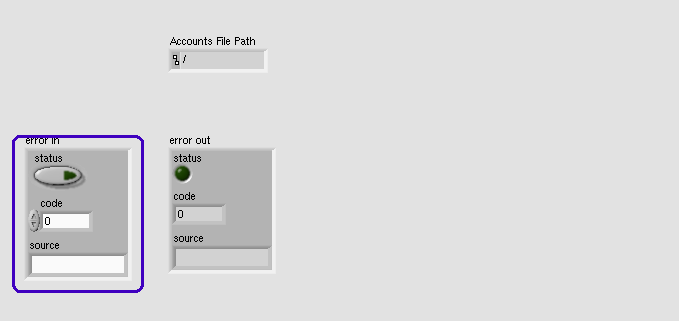 Accounts File Path
/
error in
status
code
0
source
error out
status
code
0
source